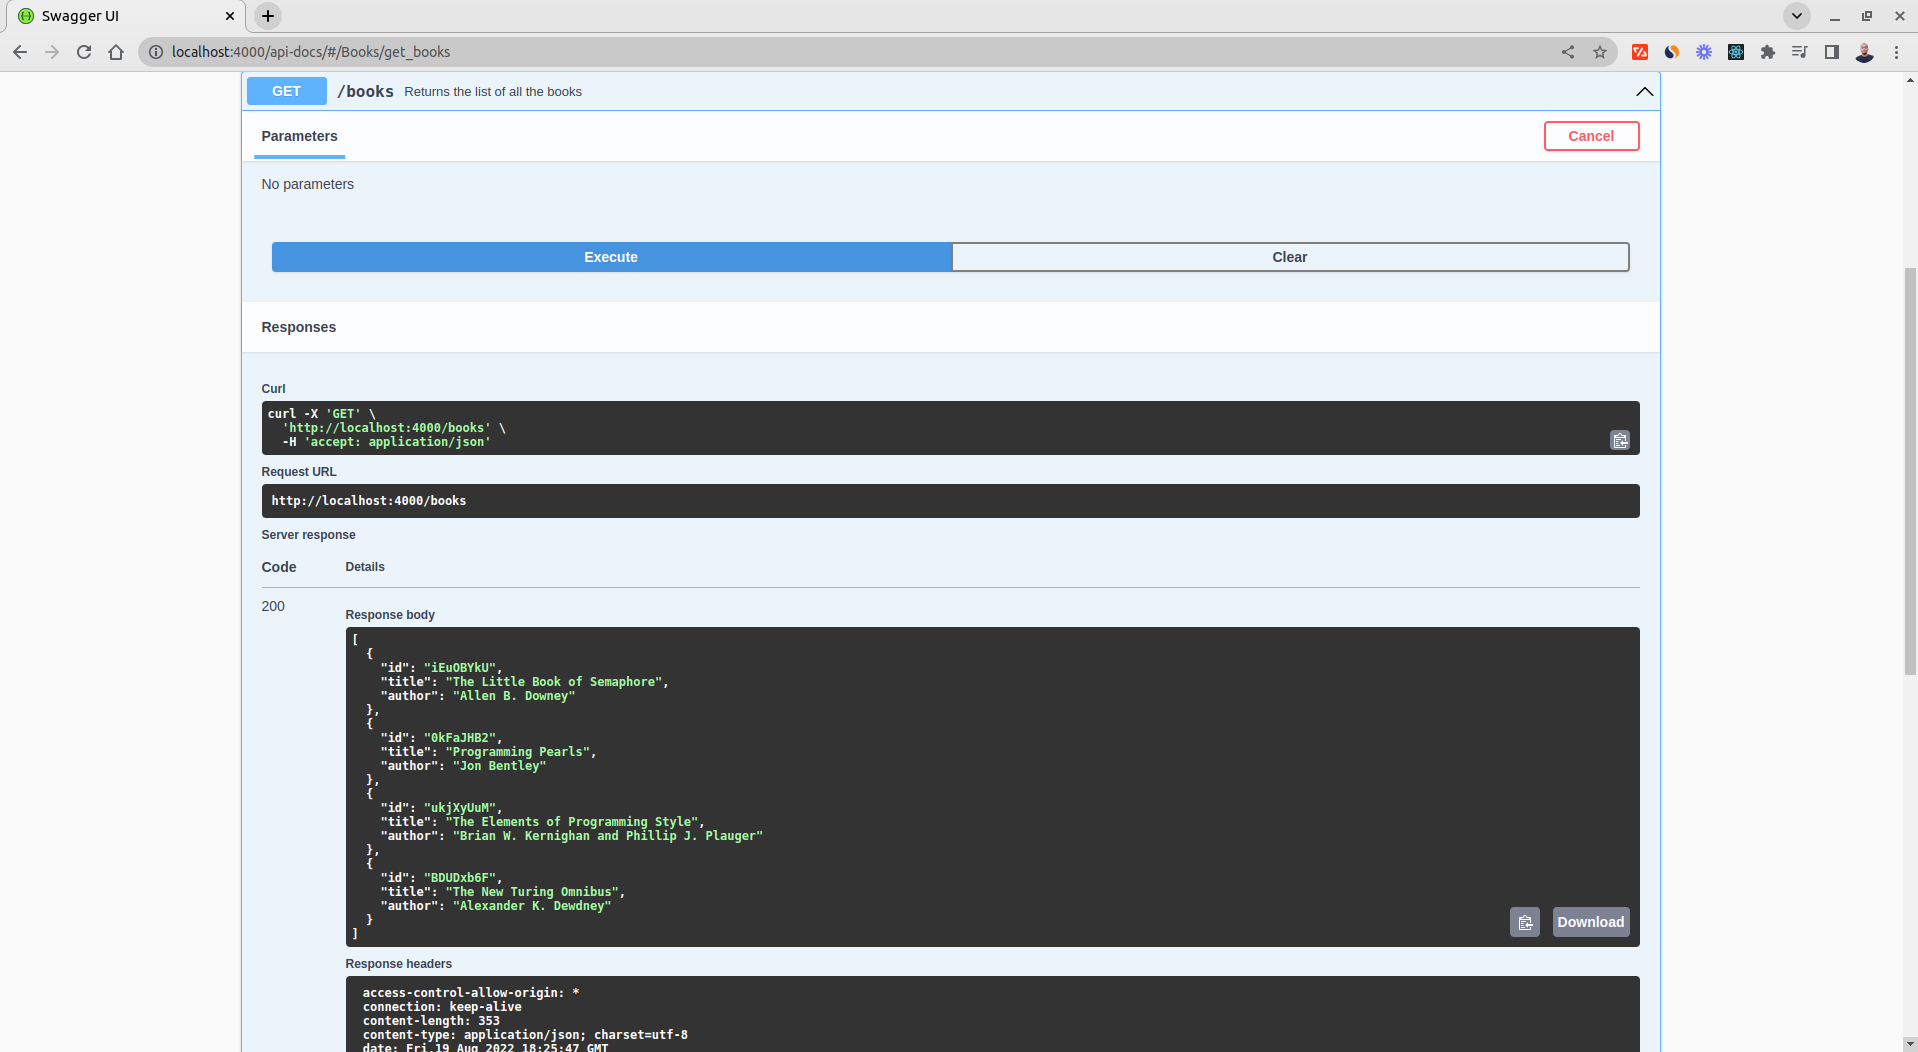 Swagger UI
localhost:4000/api-docs/#/Books/get_books
GET /books Returns the list of all the books
Parameters
Cancel
No parameters
Execute
Clear
Responses
Curl
curl -X 'GET' \
'http://localhost:4000/books' \
-H 'accept: application/json'
Request URL
http://localhost:4000/books
Server response
Code Details
200
Response body
[
{
"id": "iEuOBYkU",
"title": "The Little Book of Semaphore",
"author": "Allen B. Downey"
},
{
"id": "0kFaJHB2",
"title": "Programming Pearls",
"author": "Jon Bentley"
},
{
"id": "ukjXyUuM",
"title": "The Elements of Programming Style",
"author": "Brian W. Kernighan and Phillip J. Plauger"
},
{
"id": "BDUDxb6F",
"title": "The New Turing Omnibus",
"author": "Alexander K. Dewdney"
}
]
Download
Response headers
access-control-allow-origin: *
connection: keep-alive
content-length: 353
content-type: application/json; charset=utf-8
date: Fri,19 Aug 2022 18:25:47 GMT